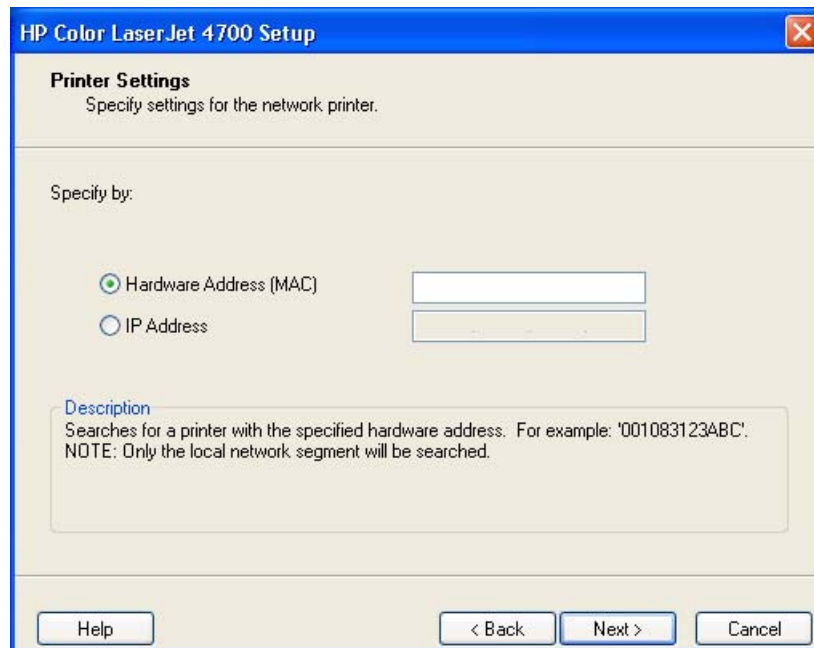 HP Color LaserJet 4700 Setup
Printer Settings
Specify settings for the network printer.
Specify by:
Hardware Address (MAC)
IP Address
Description
Searches for a printer with the specified hardware address.  For example: '001083123ABC'.
NOTE: Only the local network segment will be searched.
Help
< Back
Next >
Cancel